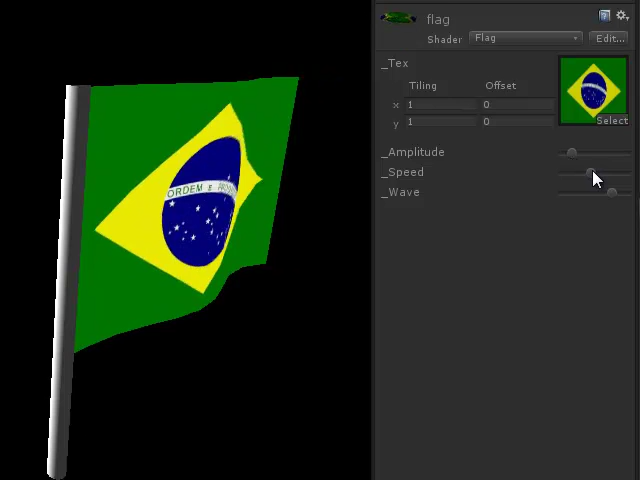 flag
Shader Flag Edit...
_Tex
Tiling Offset
x 1 0
y 1 0
Select
_Amplitude
_Speed
_Wave
ORDEM E